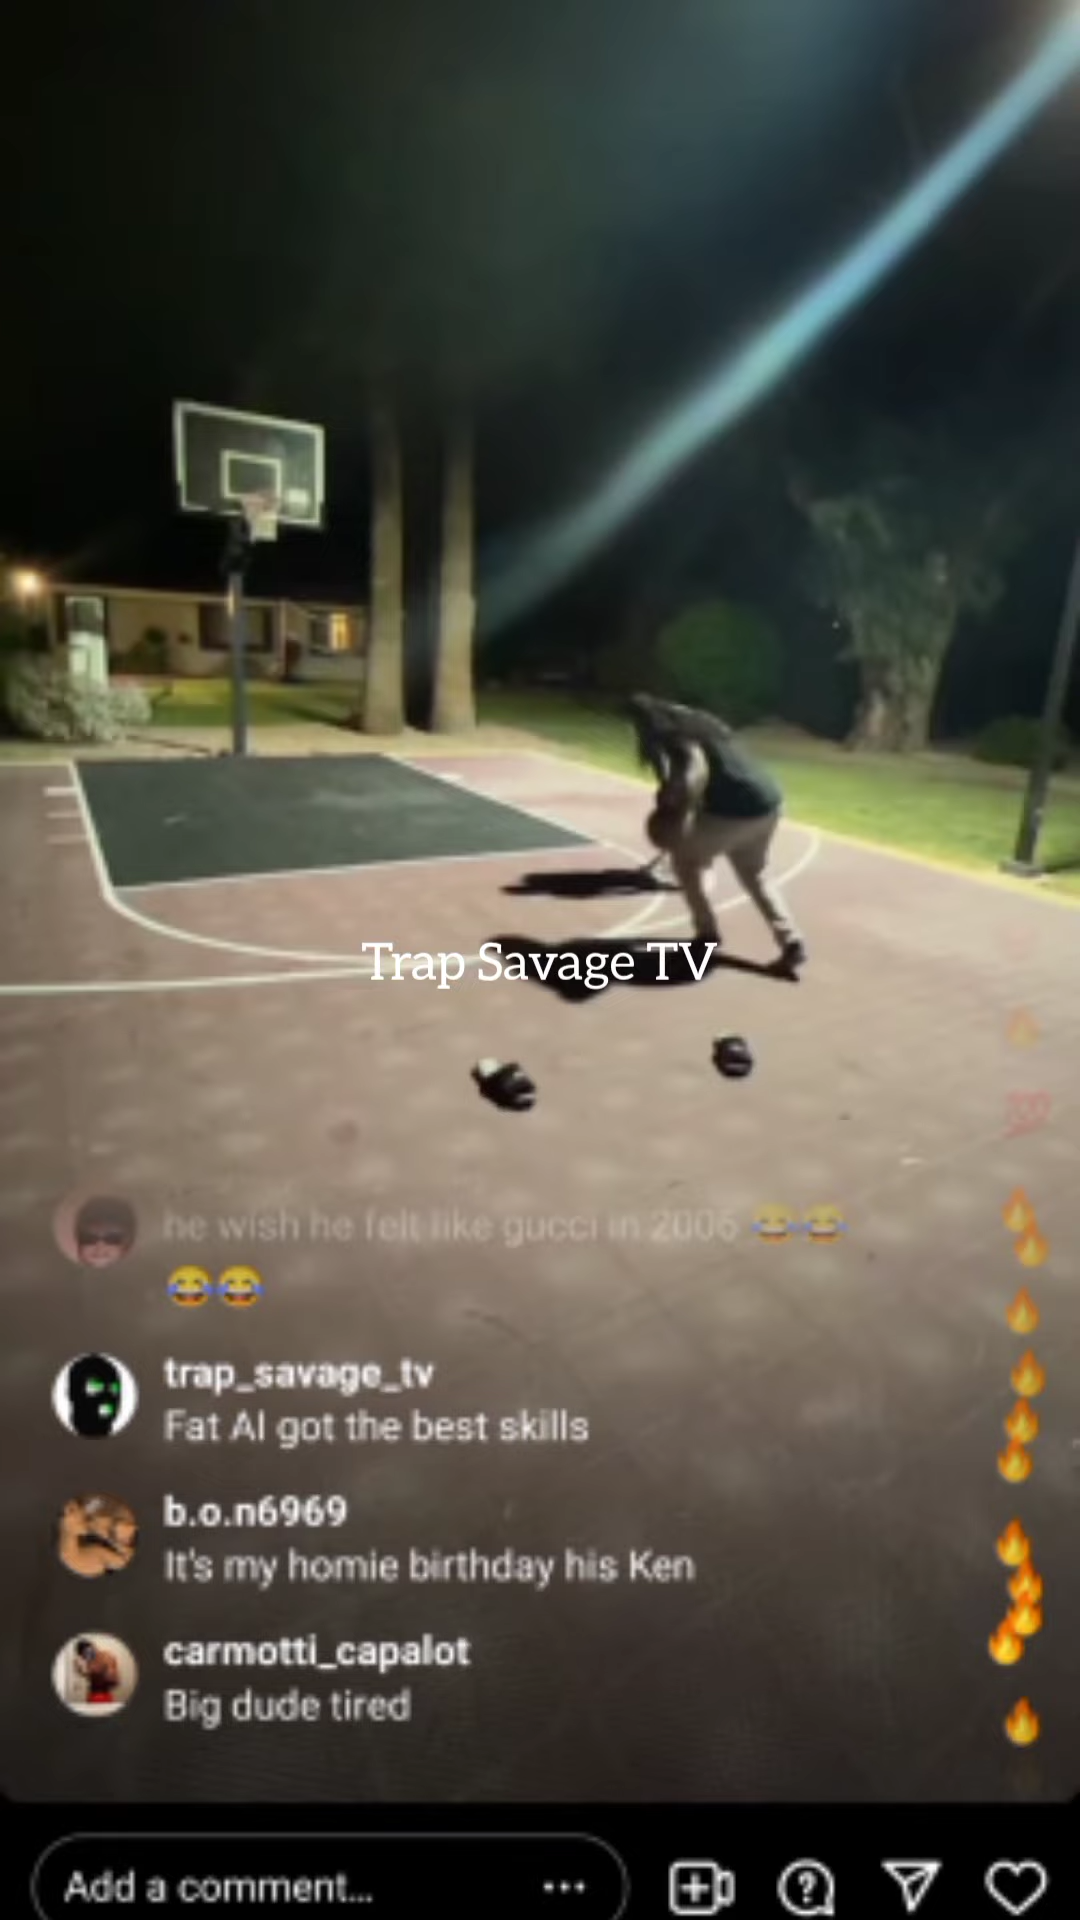 Trap Savage TV
he wish he felt like gucci in 2006 😂😂
😂😂
trap_savage_tv
Fat Al got the best skills
b.o.n6969
It's my homie birthday his Ken
carmotti_capalot
Big dude tired
Add a comment...